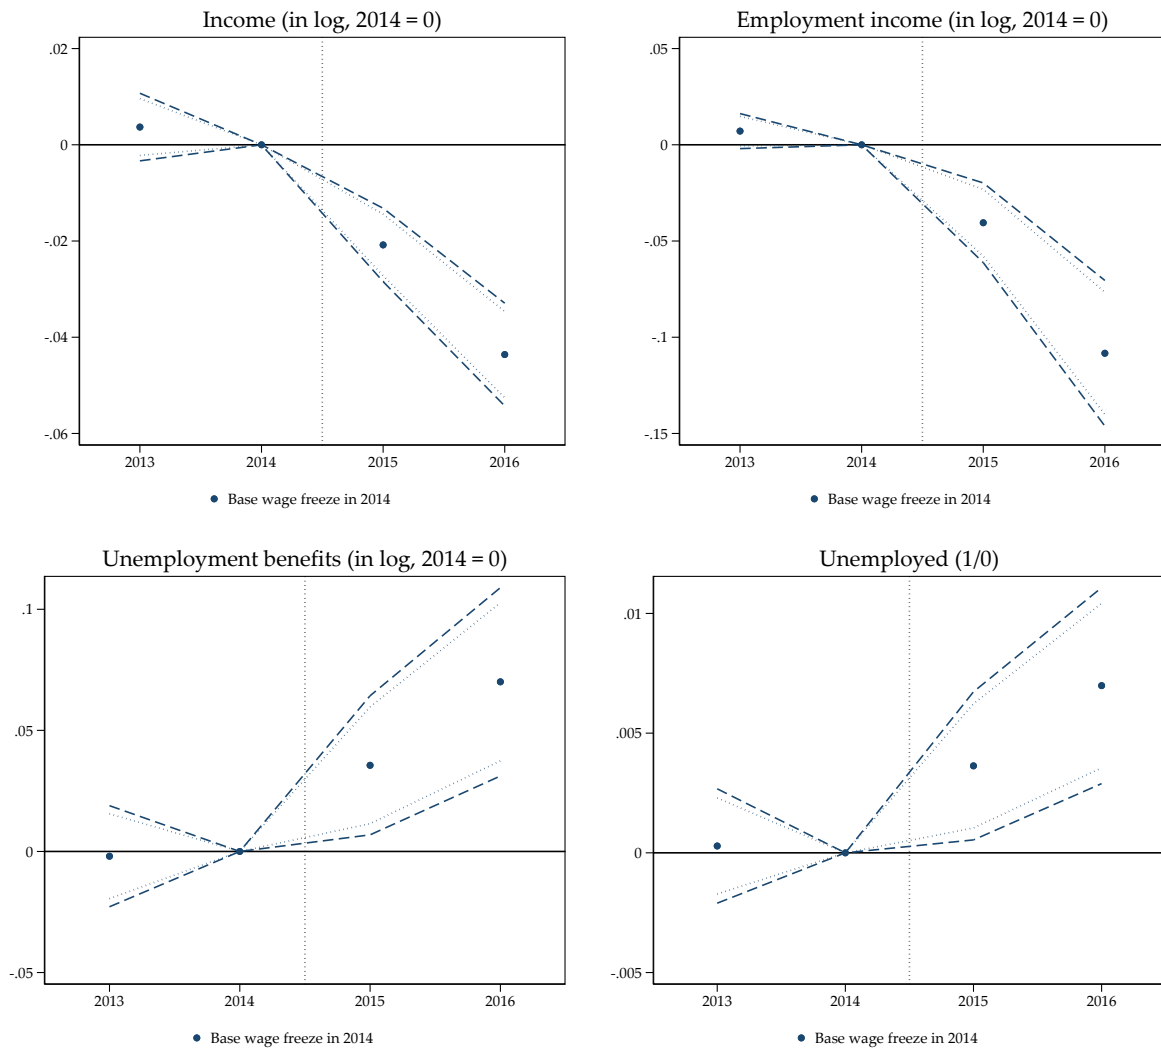 Income (in log, 2014 = 0)
.02
0
-.02
-.04
-.06
2013 2014 2015 2016
Base wage freeze in 2014
Employment income (in log, 2014 = 0)
.05
0
-.05
-.1
-.15
2013 2014 2015 2016
Base wage freeze in 2014
Unemployment benefits (in log, 2014 = 0)
.1
.05
0
-.05
2013 2014 2015 2016
Base wage freeze in 2014
Unemployed (1/0)
.01
.005
0
-.005
2013 2014 2015 2016
Base wage freeze in 2014